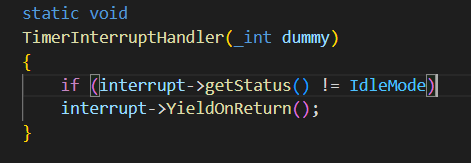 static void
TimerInterruptHandler(_int dummy)
{
if (interrupt->getStatus() != IdleMode)
interrupt->YieldOnReturn();
}